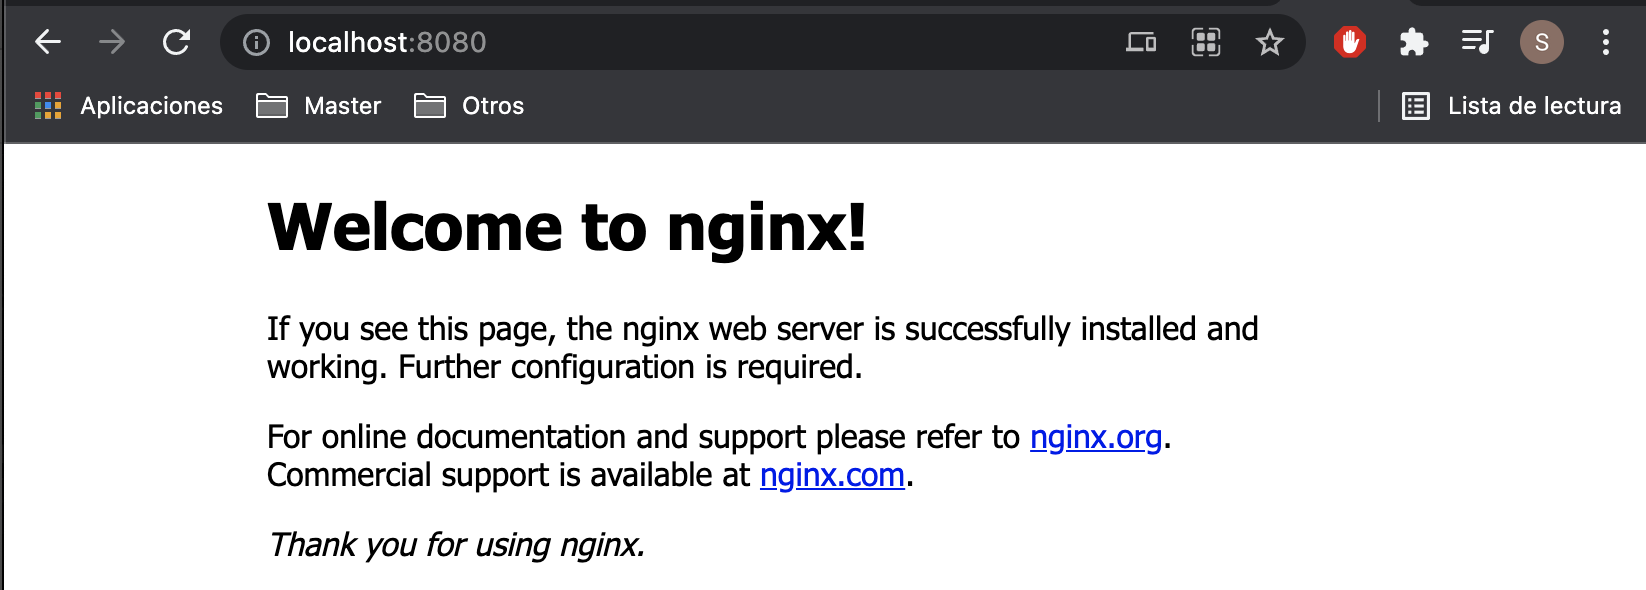 localhost:8080
S
Aplicaciones Master Otros Lista de lectura
Welcome to nginx!
If you see this page, the nginx web server is successfully installed and
working. Further configuration is required.
For online documentation and support please refer to nginx.org.
Commercial support is available at nginx.com.
Thank you for using nginx.